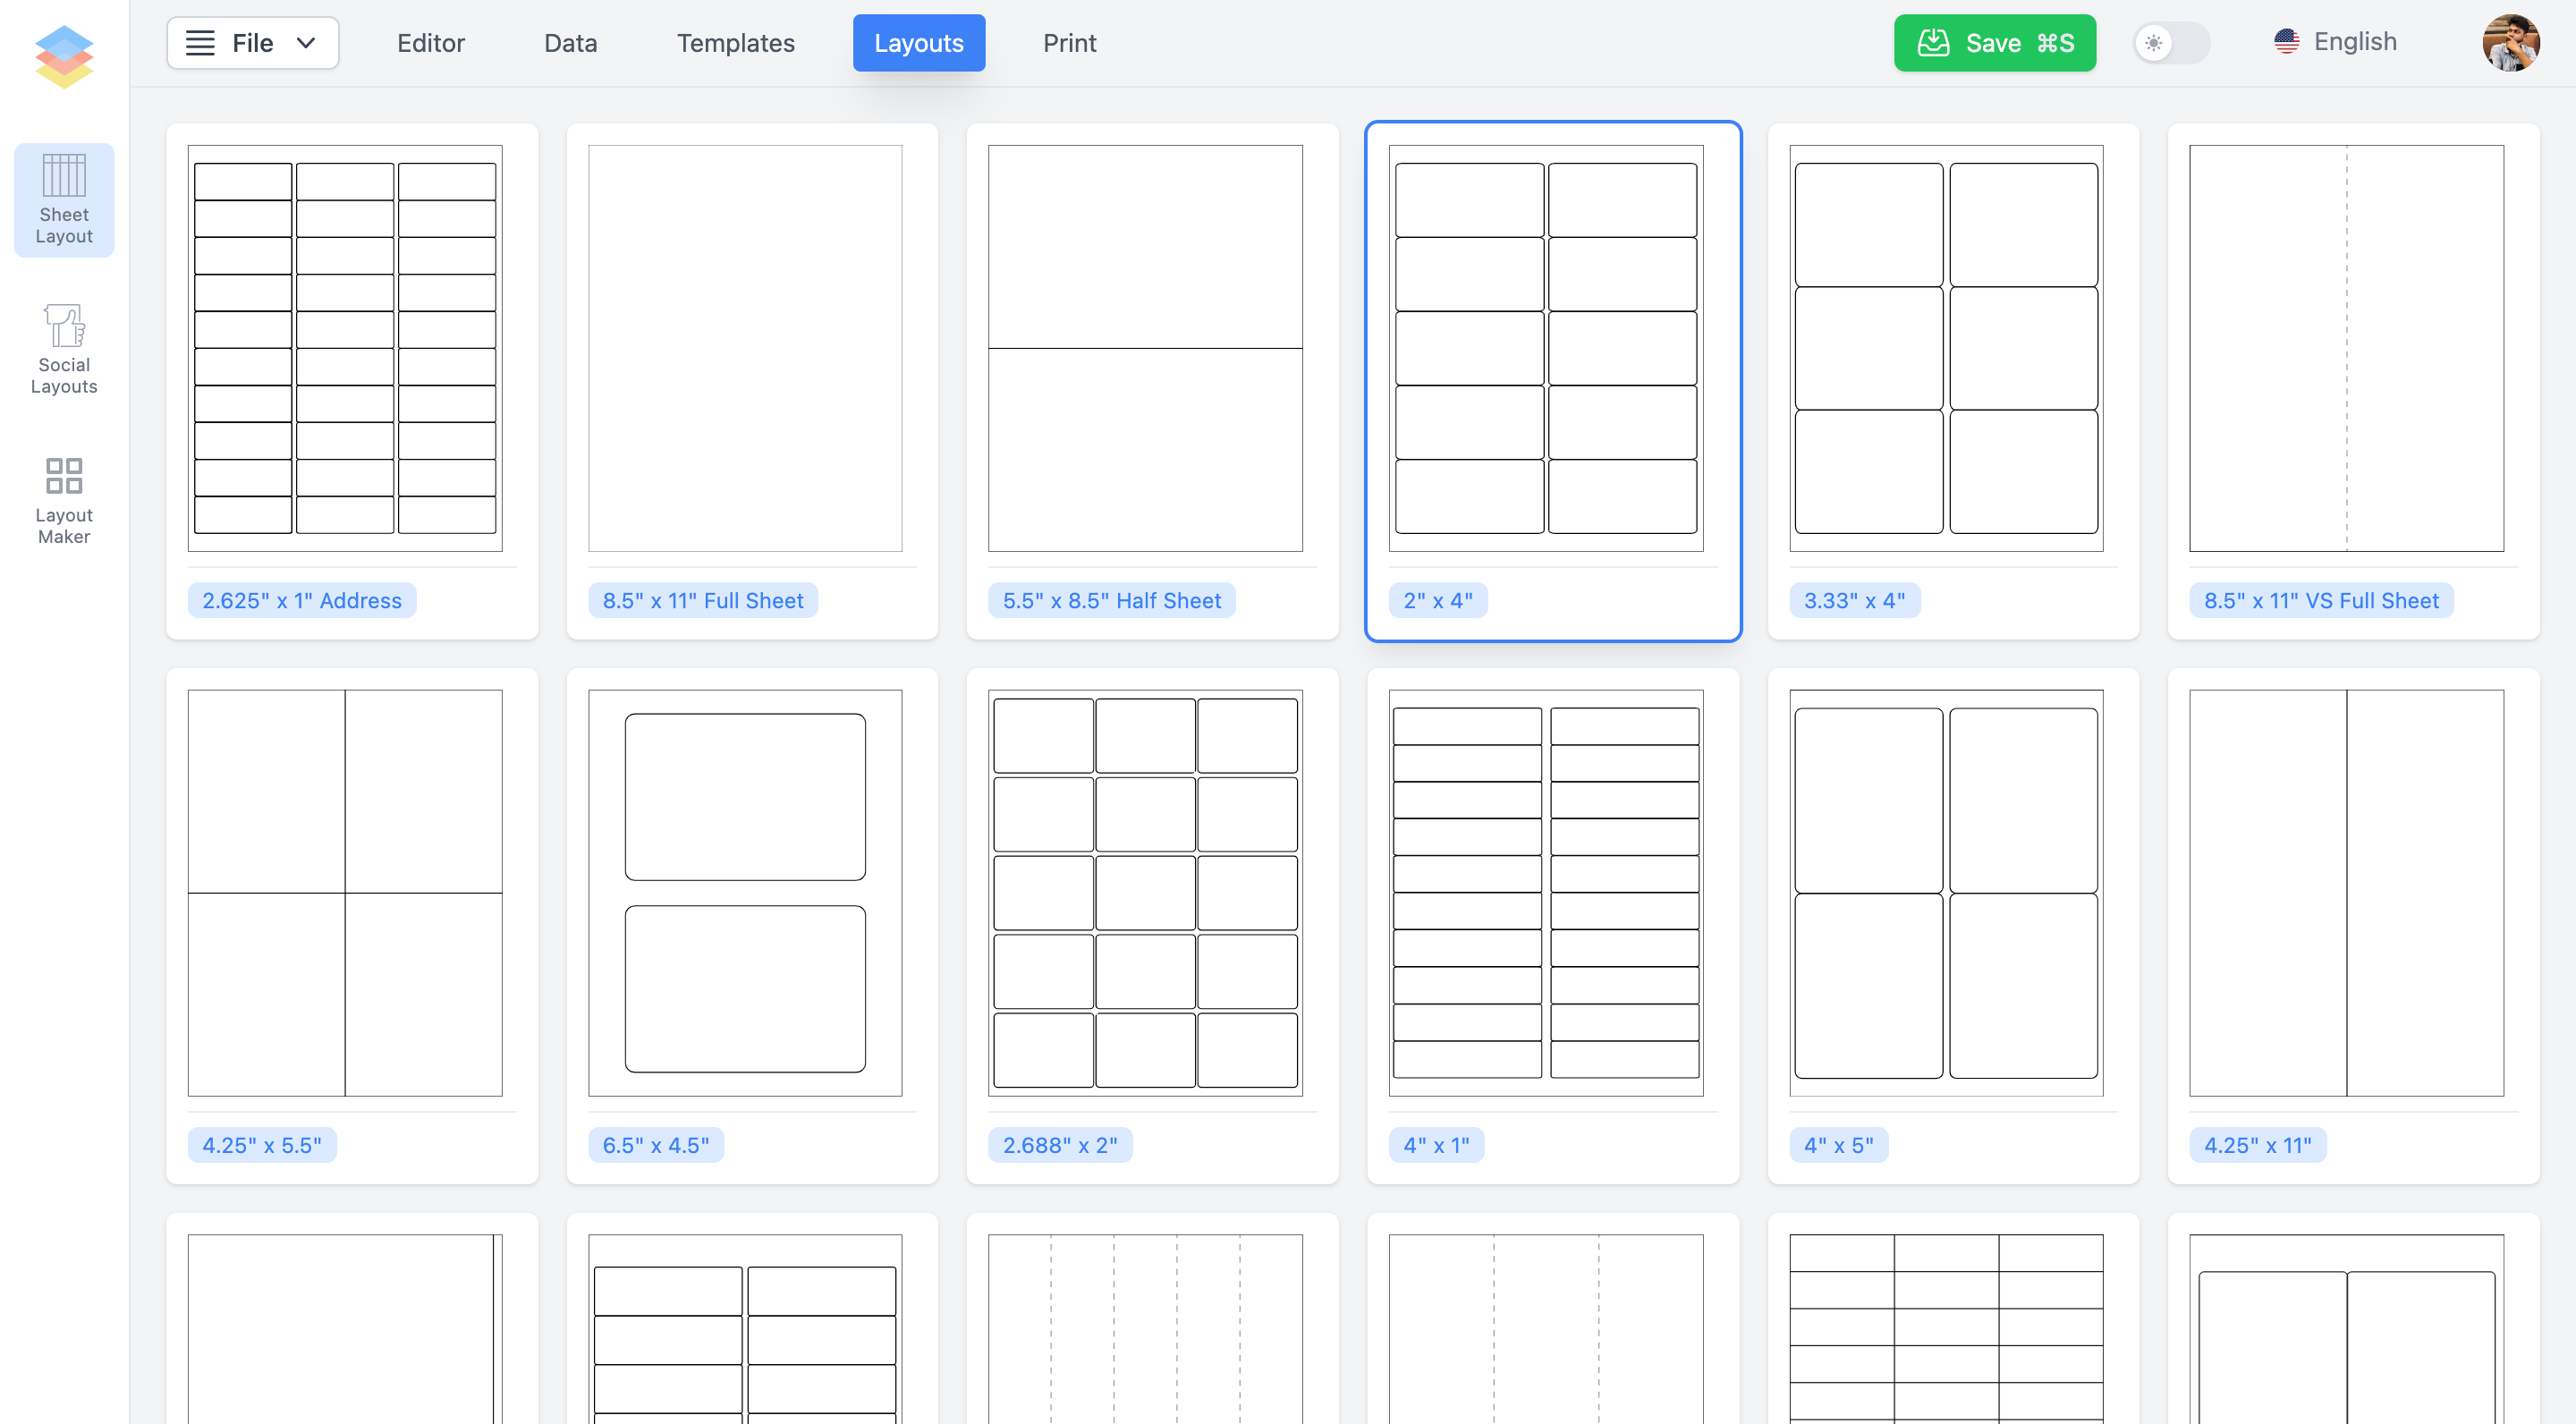 File
Editor
Data
Templates
Layouts
Print
Save ⌘S
English
Sheet
Layout
Social
Layouts
Layout
Maker
2.625" x 1" Address
8.5" x 11" Full Sheet
5.5" x 8.5" Half Sheet
2" x 4"
3.33" x 4"
8.5" x 11" VS Full Sheet
4.25" x 5.5"
6.5" x 4.5"
2.688" x 2"
4" x 1"
4" x 5"
4.25" x 11"